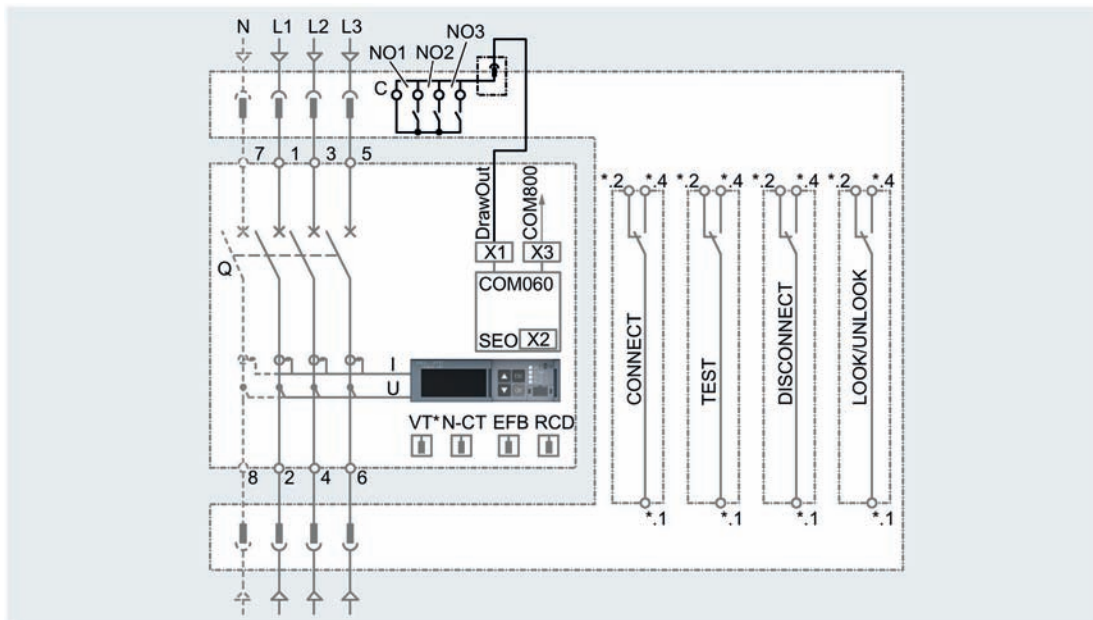 N L1 L2 L3
NO1 NO2 NO3
C
7 1 3 5
DrawOut
COM800
*.2 *.4 *.2 *.4 *.2 *.4 *.2 *.4
X1 X3
Q
COM060
SEO X2
CONNECT
TEST
DISCONNECT
LOOK/UNLOOK
I
U
VT* N-CT EFB RCD
8 2 4 6
*.1 *.1 *.1 *.1